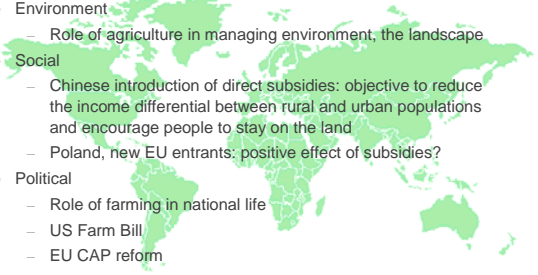 Environment
– Role of agriculture in managing environment, the landscape
Social
– Chinese introduction of direct subsidies: objective to reduce
the income differential between rural and urban populations
and encourage people to stay on the land
– Poland, new EU entrants: positive effect of subsidies?
Political
– Role of farming in national life
– US Farm Bill
– EU CAP reform